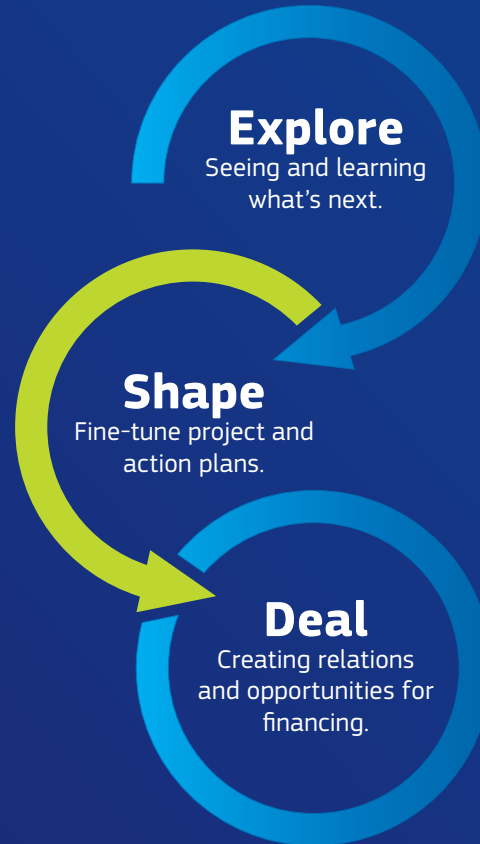 Explore
Seeing and learning
what’s next.
Shape
Fine-tune project and
action plans.
Deal
Creating relations
and opportunities for
financing.